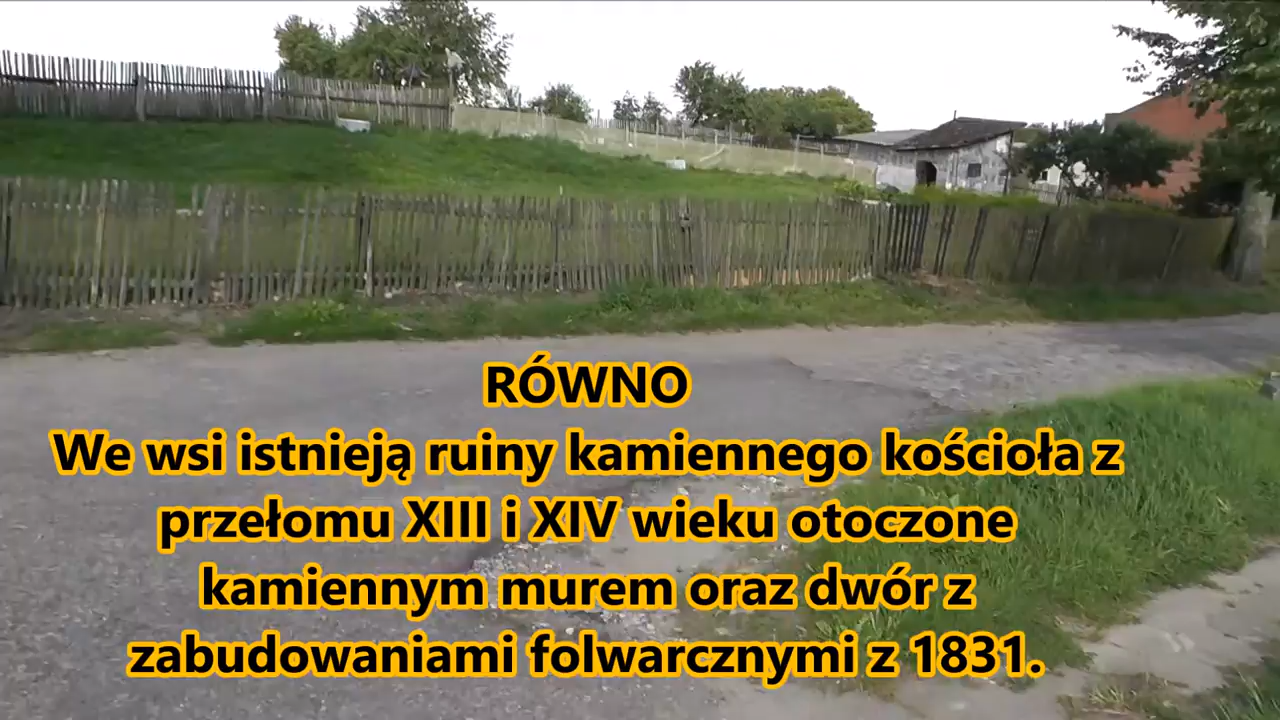 RÓWNO
We wsi istnieją ruiny kamiennego kościoła z
przełomu XIII i XIV wieku otoczone
kamiennym murem oraz dwór z
zabudowaniami folwarcznymi z 1831.